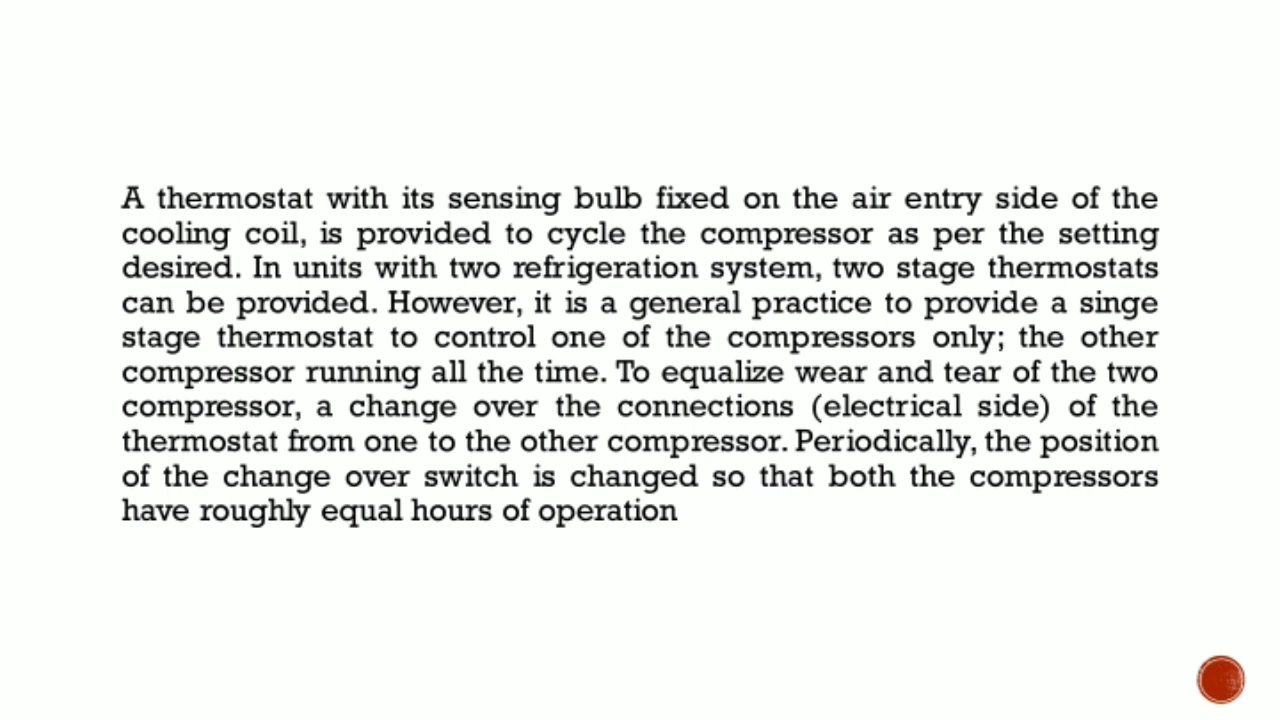 A thermostat with its sensing bulb fixed on the air entry side of the
cooling coil, is provided to cycle the compressor as per the setting
desired. In units with two refrigeration system, two stage thermostats
can be provided. However, it is a general practice to provide a singe
stage thermostat to control one of the compressors only; the other
compressor running all the time. To equalize wear and tear of the two
compressor, a change over the connections (electrical side) of the
thermostat from one to the other compressor. Periodically, the position
of the change over switch is changed so that both the compressors
have roughly equal hours of operation